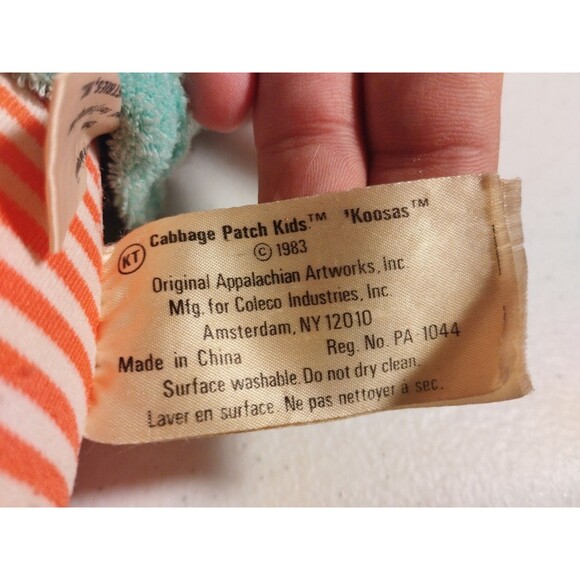 KT Cabbage Patch Kids™ 'Koosas™
© 1983
Original Appalachian Artworks, Inc.
Mfg. for Coleco Industries, Inc.
Amsterdam, NY 12010
Made in China Reg. No. PA-1044
Surface washable. Do not dry clean.
Laver en surface. Ne pas nettoyer à sec.